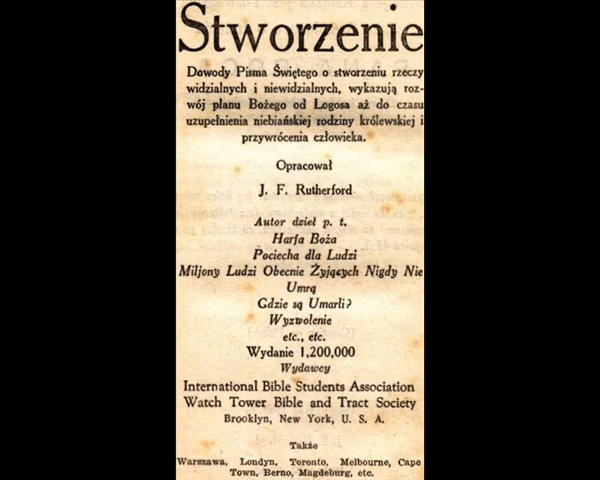 Stworzenie
Dowody Pisma Świętego o stworzeniu rzeczy
widzialnych i niewidzialnych, wykazują roz-
wój planu Bożego od Logosa aż do czasu
uzupełnienia niebiańskiej rodziny królewskiej i
przywrócenia człowieka.
Opracował
J. F. Rutherford
Autor dzieł p. t.
Harfa Boża
Pociecha dla Ludzi
Miljony Ludzi Obecnie Żyjących Nigdy Nie
Umrą
Gdzie są Umarli?
Wyzwolenie
etc., etc.
Wydanie 1,200,000
Wydawcy
International Bible Students Association
Watch Tower Bible and Tract Society
Brooklyn, New York, U. S. A.
Także
Warszawa, Londyn, Toronto, Melbourne, Cape
Town, Berno, Magdeburg, etc.